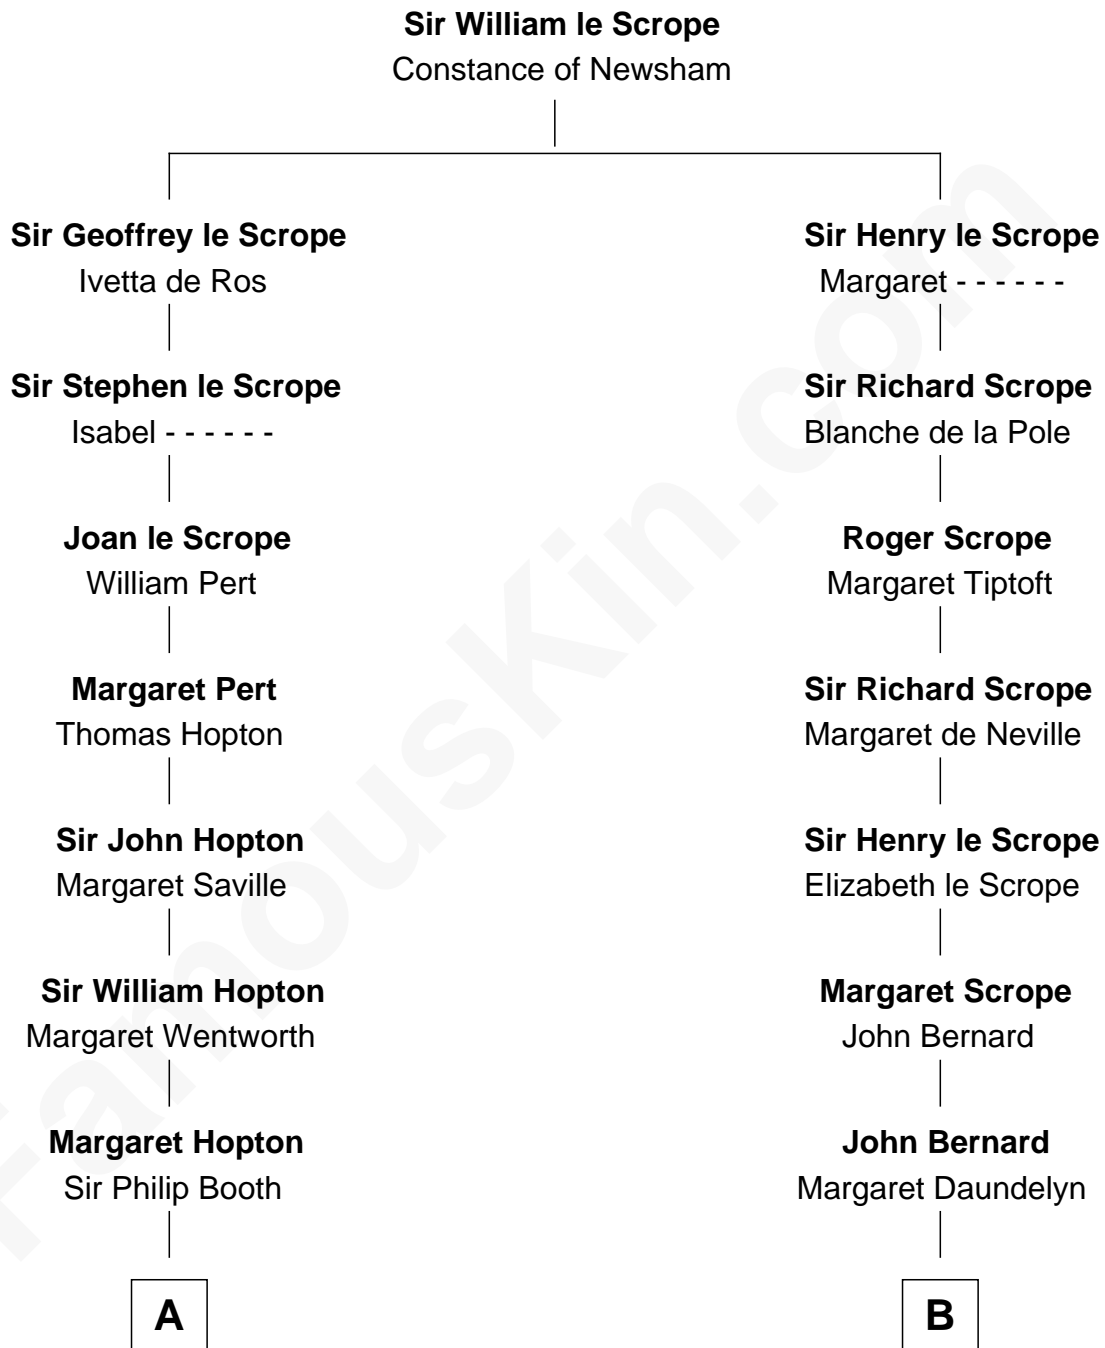 Sir William le Scrope
Constance of Newsham
Sir Geoffrey le Scrope
Ivetta de Ros
Sir Henry le Scrope
Margaret - - - - - -
Sir Stephen le Scrope
Isabel - - - - - -
Sir Richard Scrope
Blanche de la Pole
Joan le Scrope
William Pert
Roger Scrope
Margaret Tiptoft
Margaret Pert
Thomas Hopton
Sir Richard Scrope
Margaret de Neville
Sir John Hopton
Margaret Saville
Sir Henry le Scrope
Elizabeth le Scrope
Sir William Hopton
Margaret Wentworth
Margaret Scrope
John Bernard
Margaret Hopton
Sir Philip Booth
John Bernard
Margaret Daundelyn
A
B
FamousKin.com